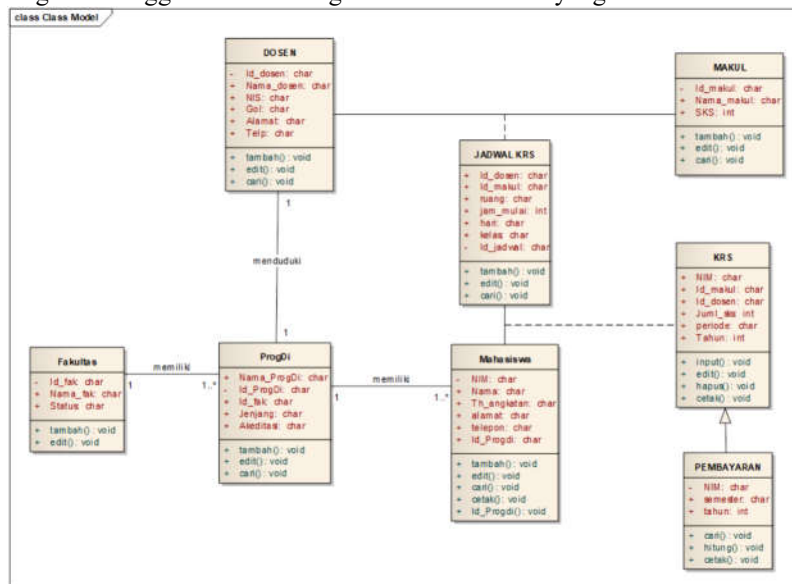 class Class Model
DOSEN
- Id_dosen: char
+ Nama_dosen: char
+ NIS: char
+ Gol: char
+ Alamat: char
+ Telp: char
+ tambah() : void
+ edit() : void
+ cari() : void
MAKUL
- Id_makul: char
+ Nama_makul: char
+ SKS: int
+ tambah() : void
+ edit() : void
+ cari() : void
JADWAL KRS
+ Id_dosen: char
+ Id_makul: char
+ ruang: char
+ jam_mulai: int
+ hari: char
+ kelas: char
- Id_jadwal: char
+ tambah() : void
+ edit() : void
+ cari() : void
1
menduduki
1
KRS
+ NIM: char
+ Id_makul: char
+ Id_dosen: char
+ Juml_sks: int
+ periode: char
+ Tahun: int
+ input() : void
+ edit() : void
+ hapus() : void
+ cetak() : void
Fakultas
- Id_fak: char
+ Nama_fak: char
+ Status: char
+ tambah() : void
+ edit() : void
memiliki
1
1..*
ProgDi
+ Nama_ProgDi: char
- Id_ProgDi: char
+ Id_fak: char
+ Jenjang: char
+ Akeditasi: char
+ tambah() : void
+ edit() : void
+ cari() : void
memiliki
1
1..*
Mahasiswa
- NIM: char
+ Nama: char
+ Th_angkatan: char
+ alamat: char
+ telepon: char
+ Id_Progdi: char
+ tambah() : void
+ edit() : void
+ cari() : void
+ cetak() : void
+ Id_Progdi() : void
PEMBAYARAN
- NIM: char
+ semester: char
+ tahun: int
+ cari() : void
+ hitung() : void
+ cetak() : void